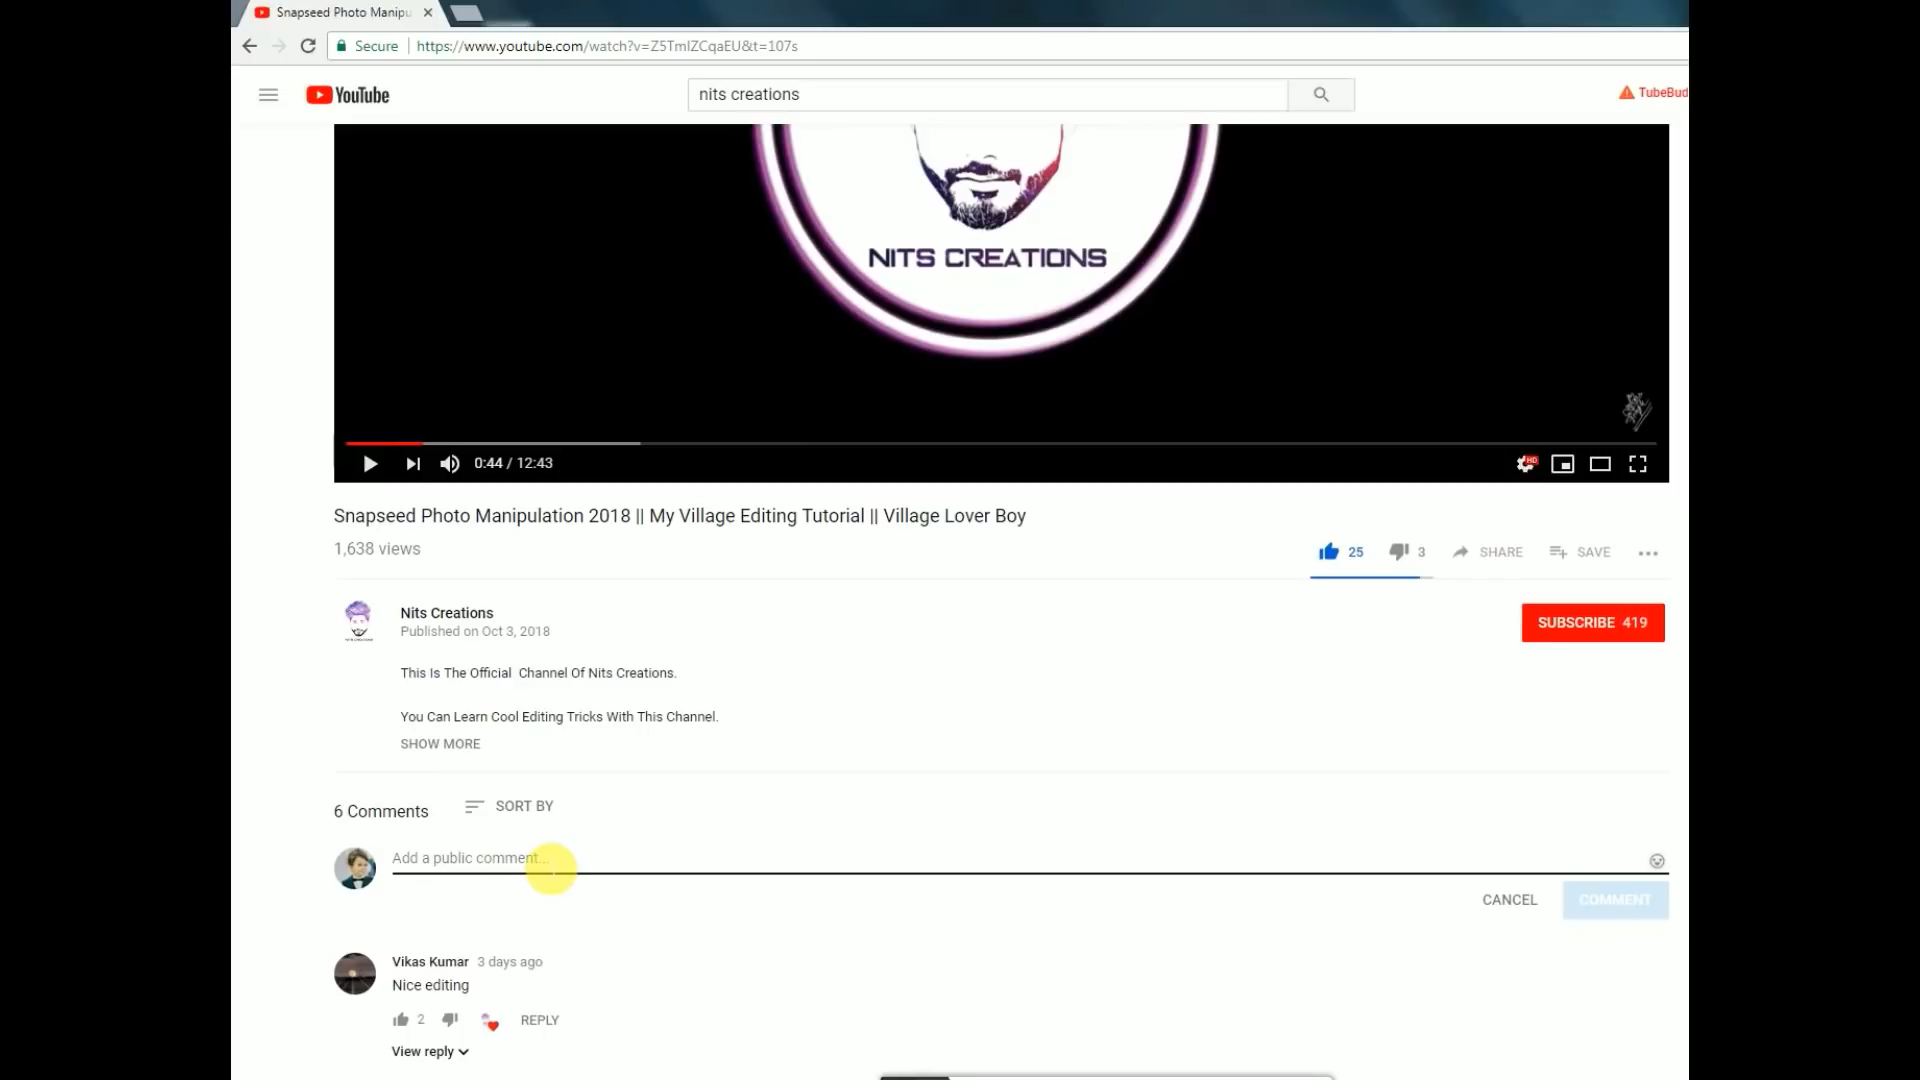 Snapseed Photo Manipu
Secure https://www.youtube.com/watch?v=Z5TmlZCqaEU&t=107s
YouTube
nits creations
TubeBud
NITS CREATIONS
0:44 / 12:43
HD
Snapseed Photo Manipulation 2018 || My Village Editing Tutorial || Village Lover Boy
1,638 views
25 3 SHARE SAVE
Nits Creations
Published on Oct 3, 2018
SUBSCRIBE 419
This Is The Official Channel Of Nits Creations.
You Can Learn Cool Editing Tricks With This Channel.
SHOW MORE
6 Comments SORT BY
Add a public comment...
CANCEL COMMENT
Vikas Kumar 3 days ago
Nice editing
2 REPLY
View reply